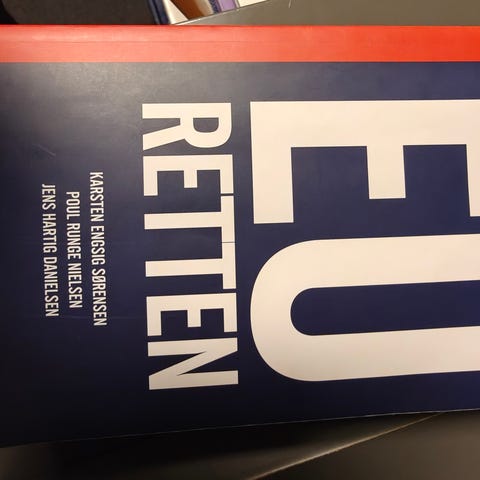 EU
RETTEN
KARSTEN ENGSIG SØRENSEN
POUL RUNGE NIELSEN
JENS HARTIG DANIELSEN